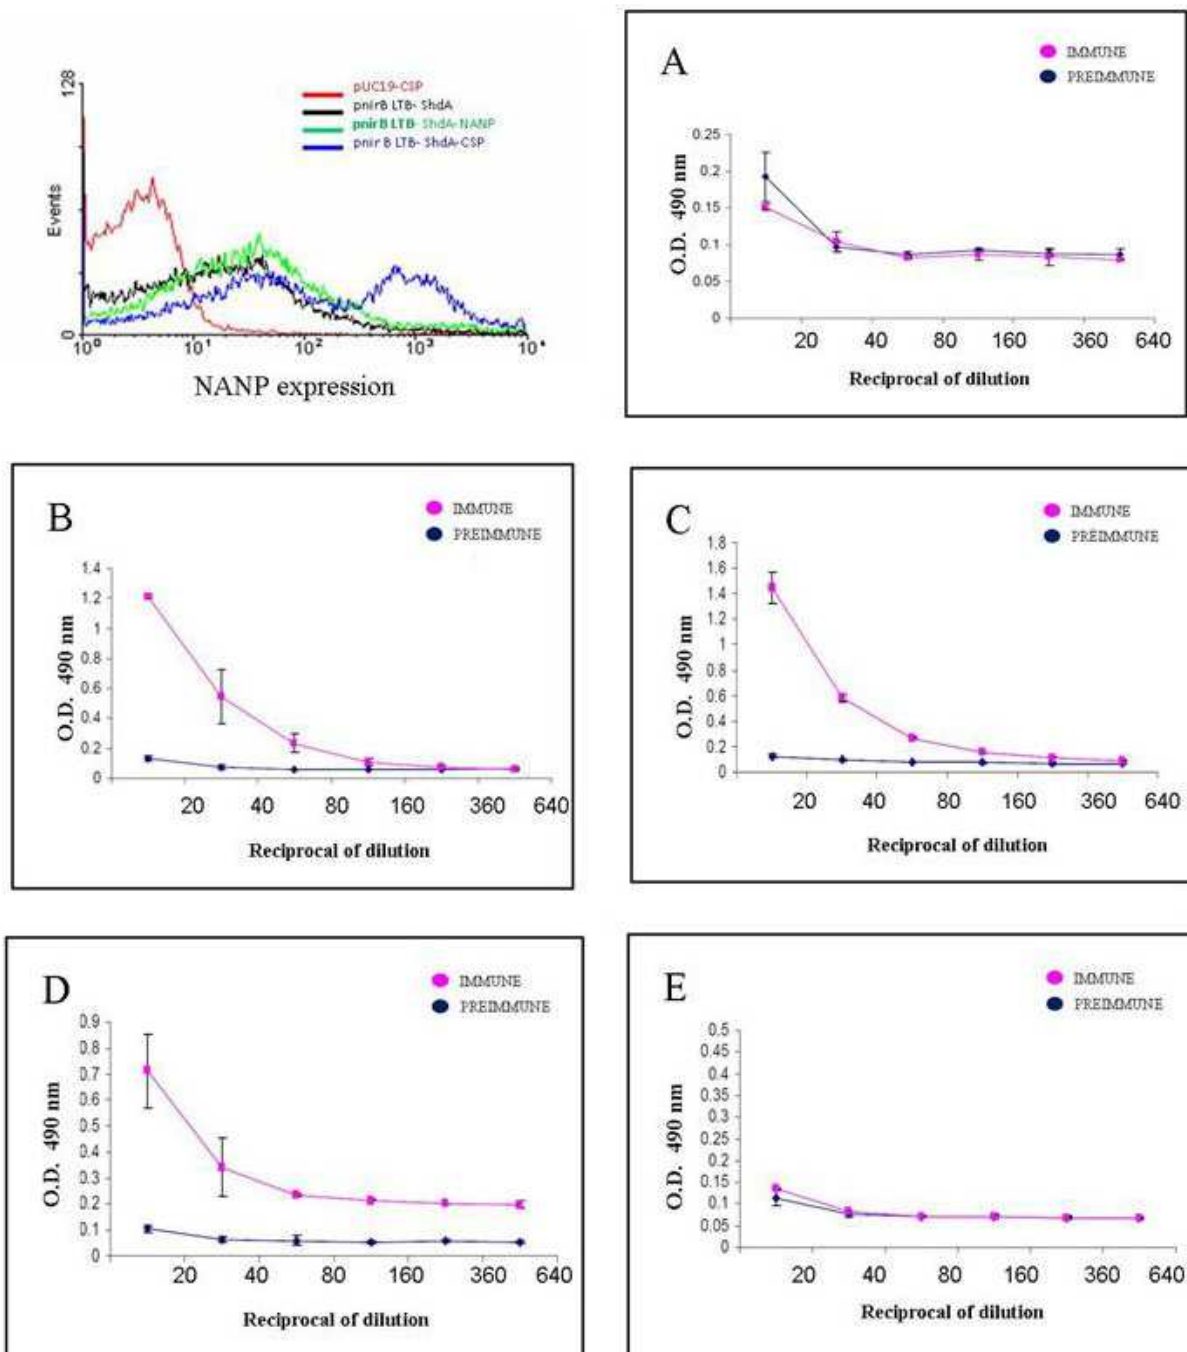 128
Events
0
pUC19-CSP
pnirB LTB- ShdA
pnirB LTB- ShdA-NANP
pnir B LTB- ShdA-CSP
10⁰ 10¹ 10² 10³ 10⁴
NANP expression
A
IMMUNE
PREIMMUNE
O.D. 490 nm
0.25
0.2
0.15
0.1
0.05
0
20 40 80 160 360 640
Reciprocal of dilution
B
IMMUNE
PREIMMUNE
O.D. 490 nm
1.4
1.2
1
0.8
0.6
0.4
0.2
0
20 40 80 160 360 640
Reciprocal of dilution
C
IMMUNE
PREIMMUNE
O.D. 490 nm
1.8
1.6
1.4
1.2
1
0.8
0.6
0.4
0.2
0
20 40 80 160 360 640
Reciprocal of dilution
D
IMMUNE
PREIMMUNE
O.D. 490 nm
0.9
0.8
0.7
0.6
0.5
0.4
0.3
0.2
0.1
0
20 40 80 160 360 640
Reciprocal of dilution
E
IMMUNE
PREIMMUNE
O.D. 490 nm
0.5
0.45
0.4
0.35
0.3
0.25
0.2
0.15
0.1
0.05
0
20 40 80 160 360 640
Reciprocal of dilution